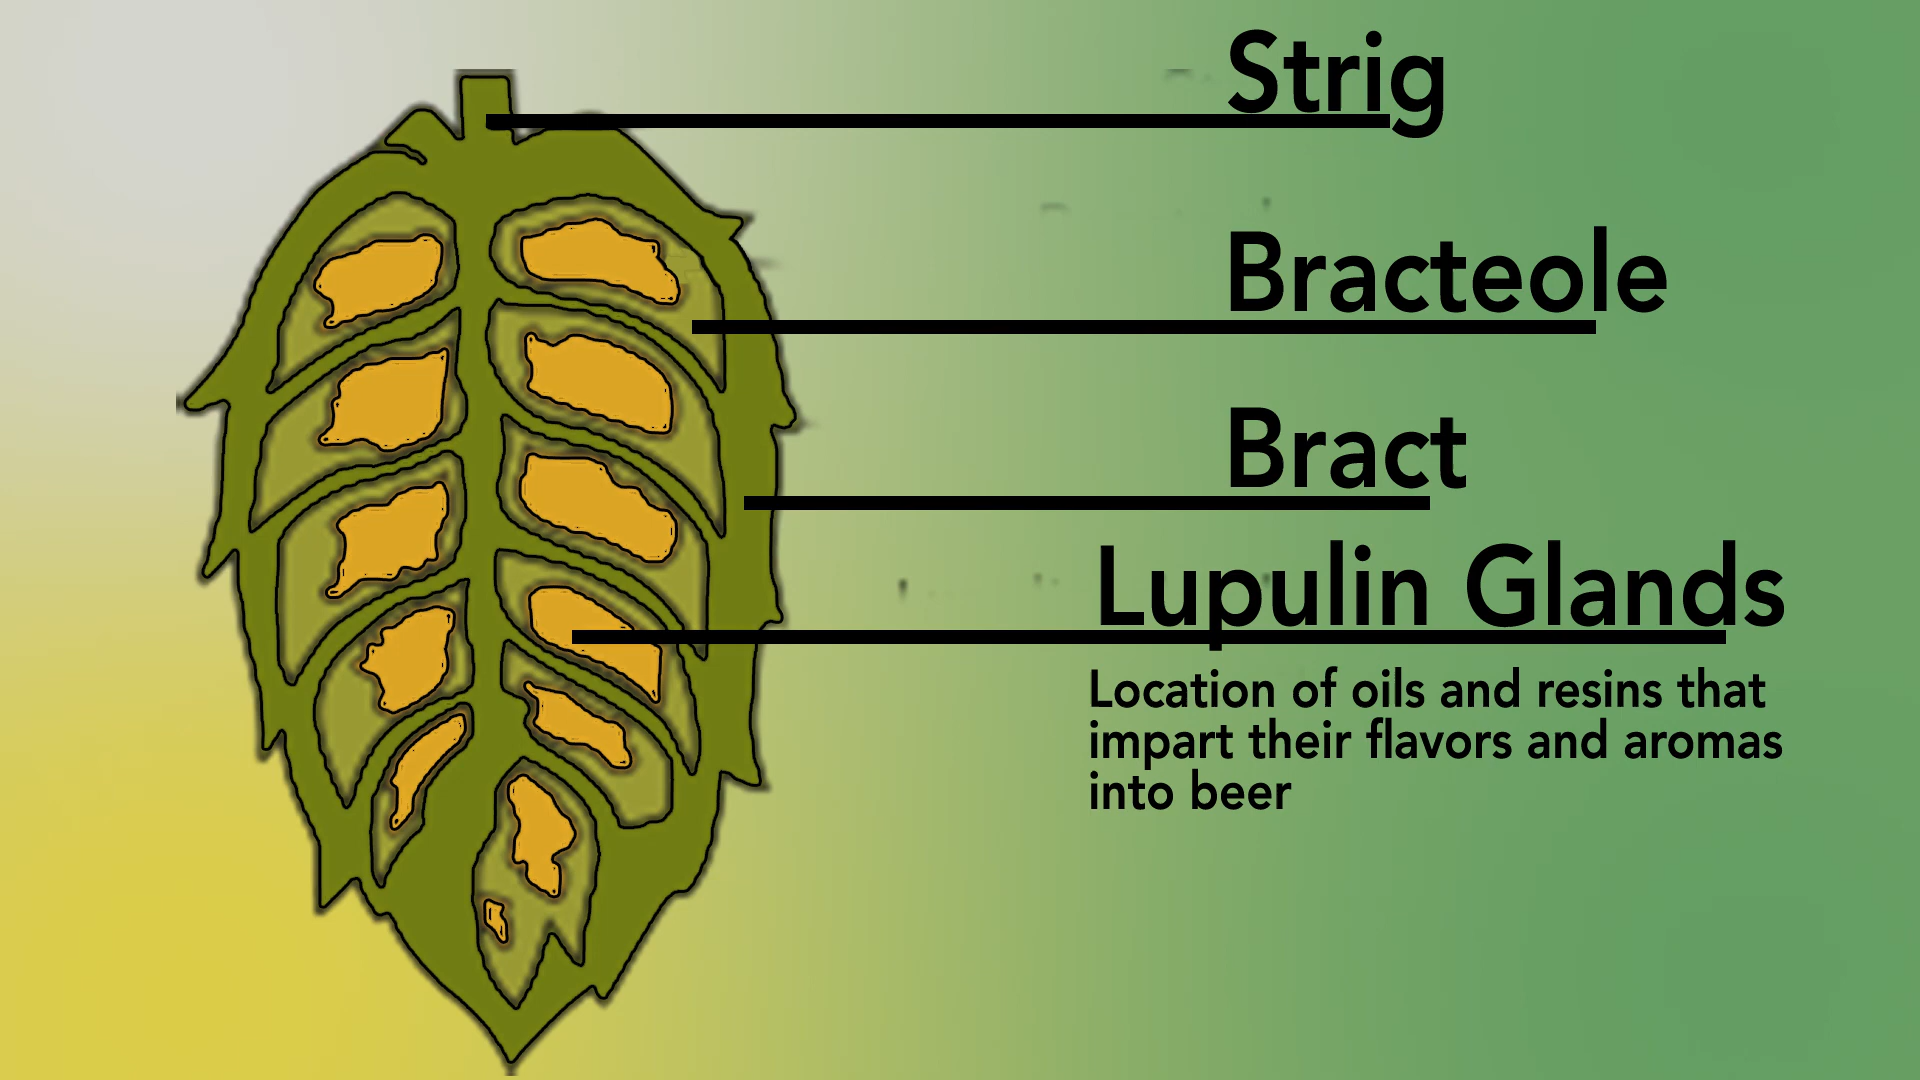 Strig
Bracteole
Bract
Lupulin Glands
Location of oils and resins that
impart their flavors and aromas
into beer